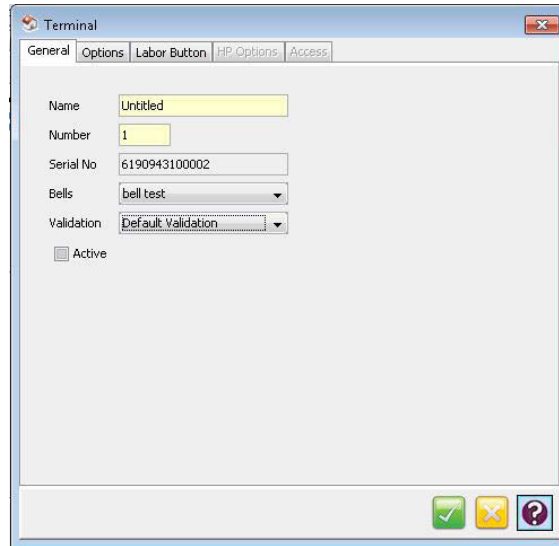 Terminal
General Options Labor Button HP Options Access
Name Untitled
Number 1
Serial No 6190943100002
Bells bell test
Validation Default Validation
Active
?